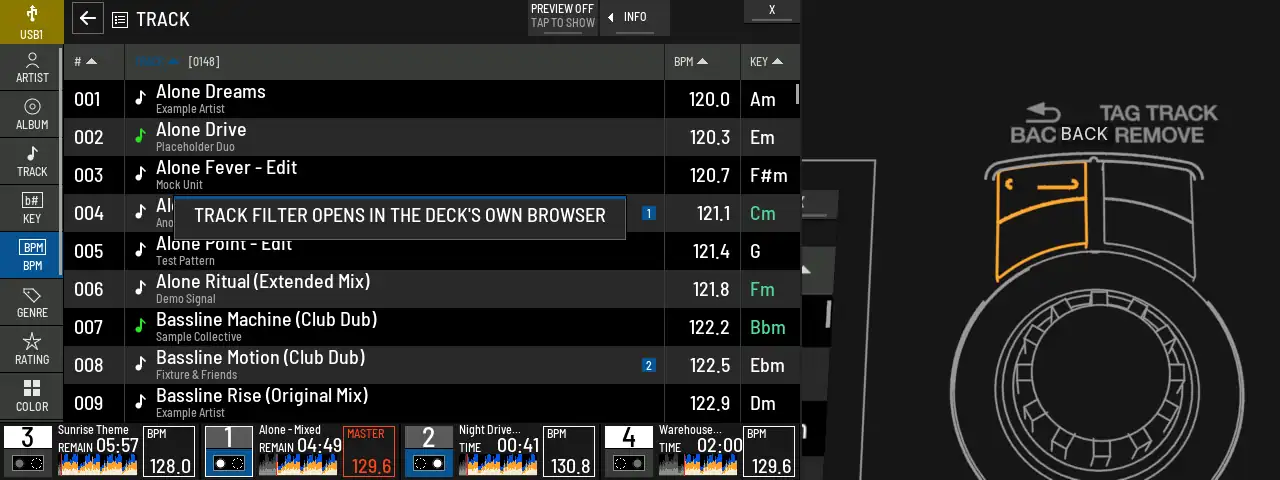 USB1
TRACK
PREVIEW OFF
TAP TO SHOW
INFO
X
ARTIST
ALBUM
TRACK
b#
KEY
BPM
BPM
GENRE
RATING
COLOR
# [0148] BPM KEY
001 Alone Dreams 120.0 Am
Example Artist
002 Alone Drive 120.3 Em
Placeholder Duo
003 Alone Fever - Edit 120.7 F#m
Mock Unit
004 1 121.1 Cm
TRACK FILTER OPENS IN THE DECK'S OWN BROWSER
005 Alone Point - Edit 121.4 G
Test Pattern
006 Alone Ritual (Extended Mix) 121.8 Fm
Demo Signal
007 Bassline Machine (Club Dub) 122.2 Bbm
Sample Collective
008 Bassline Motion (Club Dub) 2 122.5 Ebm
Fixture & Friends
009 Bassline Rise (Original Mix) 122.9 Dm
Example Artist
3 Sunrise Theme BPM
REMAIN 05:57 128.0
1 Alone - Mixed MASTER
REMAIN 04:49 129.6
2 Night Drive... BPM
TIME 00:41 130.8
4 Warehouse... BPM
TIME 02:00 129.6
TAG TRACK
BACK REMOVE